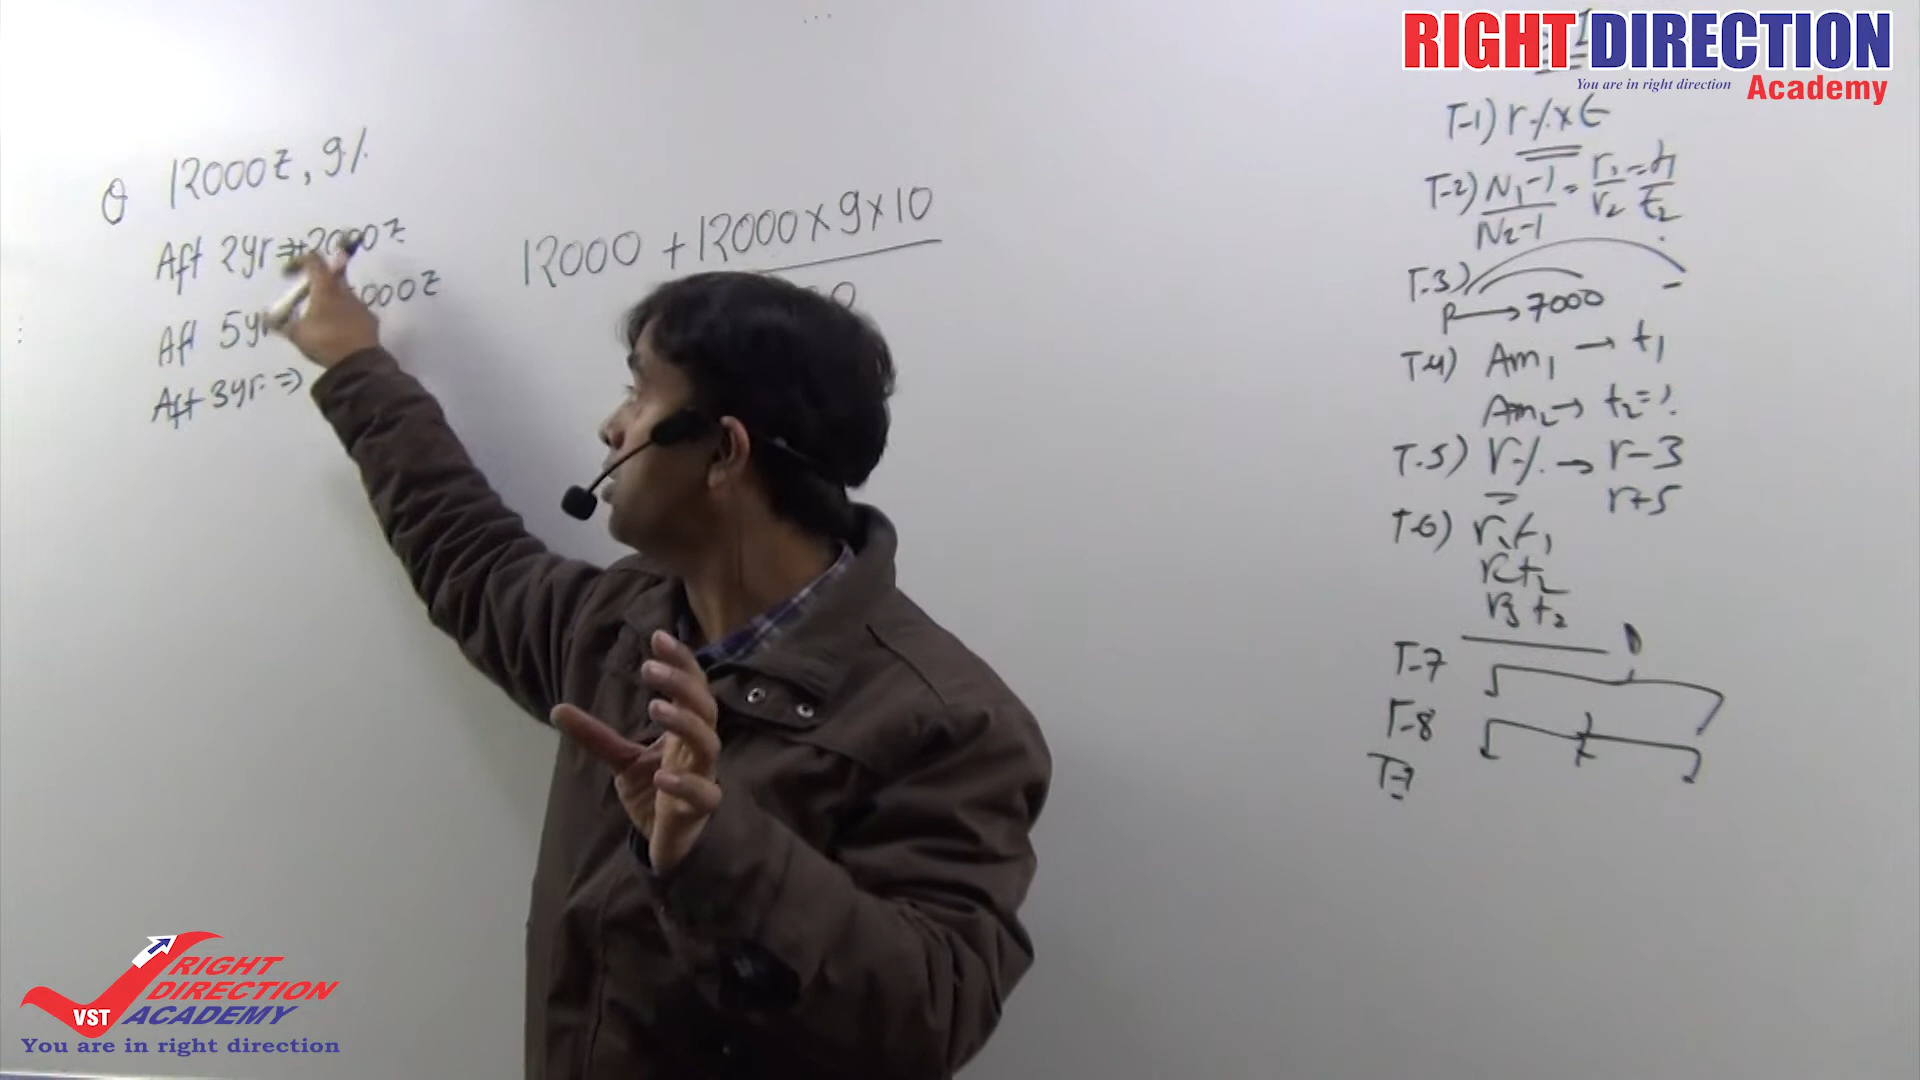 RIGHT DIRECTION
You are in right direction Academy
Q 12000₹, 9%
Aft 2yr ⇒ 2000₹
Aft 5yr 000₹
Aft 3yr. ⇒
12000 + 12000 × 9 × 10
T-1) r% × t
T-2) N₁-1 = r₁ = t₁
N₂-1 r₂ t₂
T-3)
P → 7000
T-4) Am₁ → t₁
Am₂ → t₂ = ?
T-5) r% → r-3
r+5
T-6) r₁ t₁
r₂ t₂
r₃ t₂
T-7
T-8
T-9
RIGHT
DIRECTION
VST ACADEMY
You are in right direction